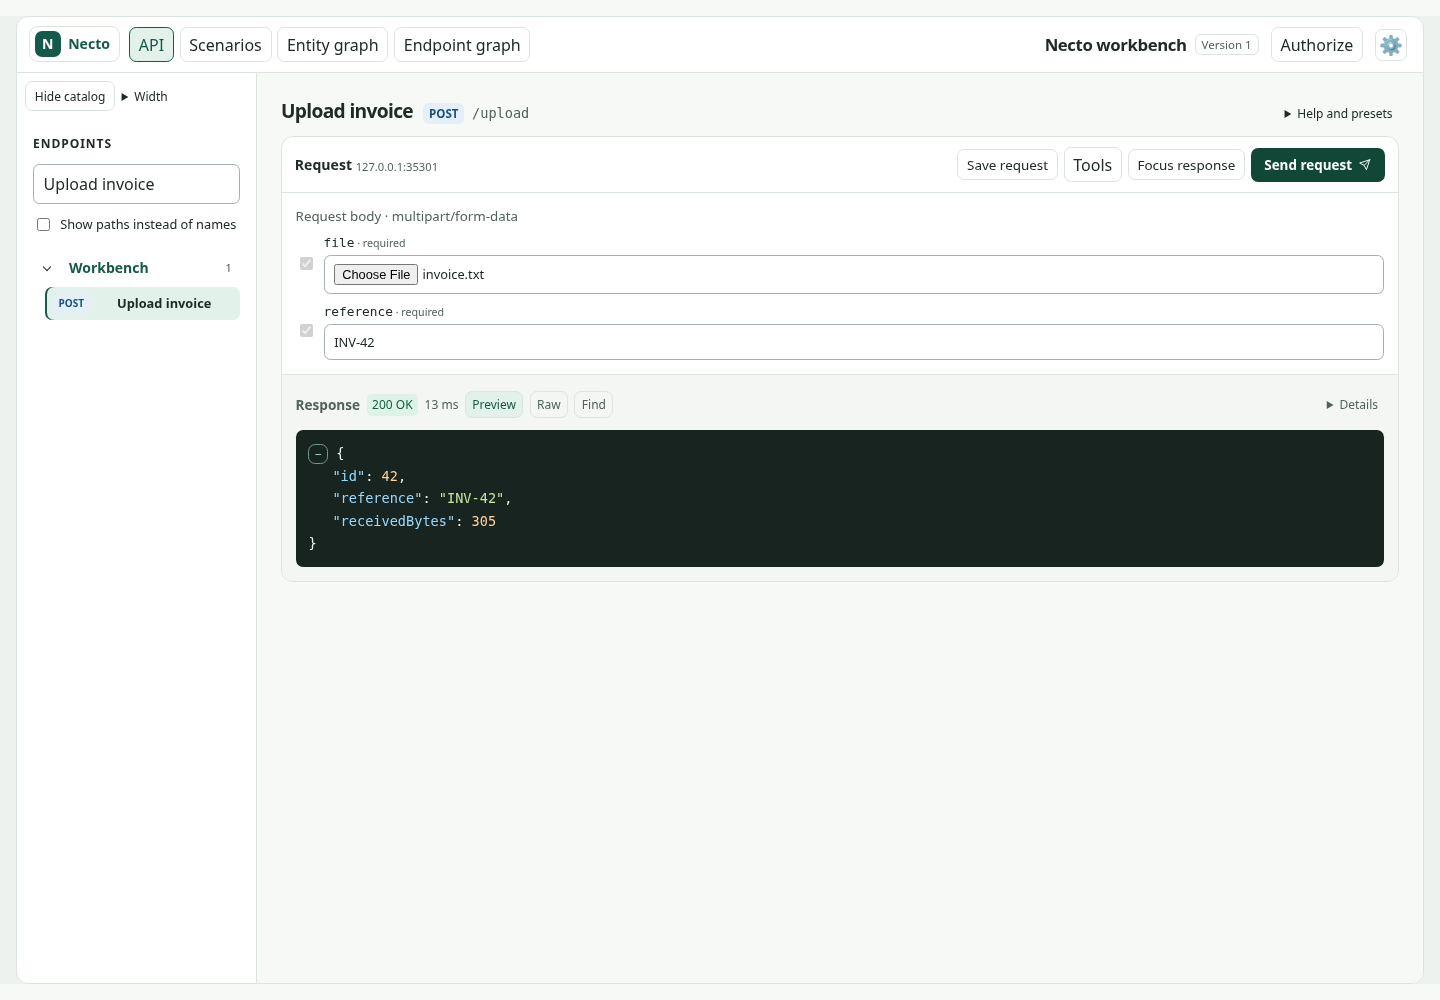 N Necto API Scenarios Entity graph Endpoint graph Necto workbench Version 1 Authorize
Hide catalog Width
ENDPOINTS
Upload invoice
Show paths instead of names
Workbench 1
POST Upload invoice
Upload invoice POST /upload Help and presets
Request 127.0.0.1:35301 Save request Tools Focus response Send request
Request body · multipart/form-data
file · required
Choose File invoice.txt
reference · required
INV-42
Response 200 OK 13 ms Preview Raw Find Details
− {
"id": 42,
"reference": "INV-42",
"receivedBytes": 305
}